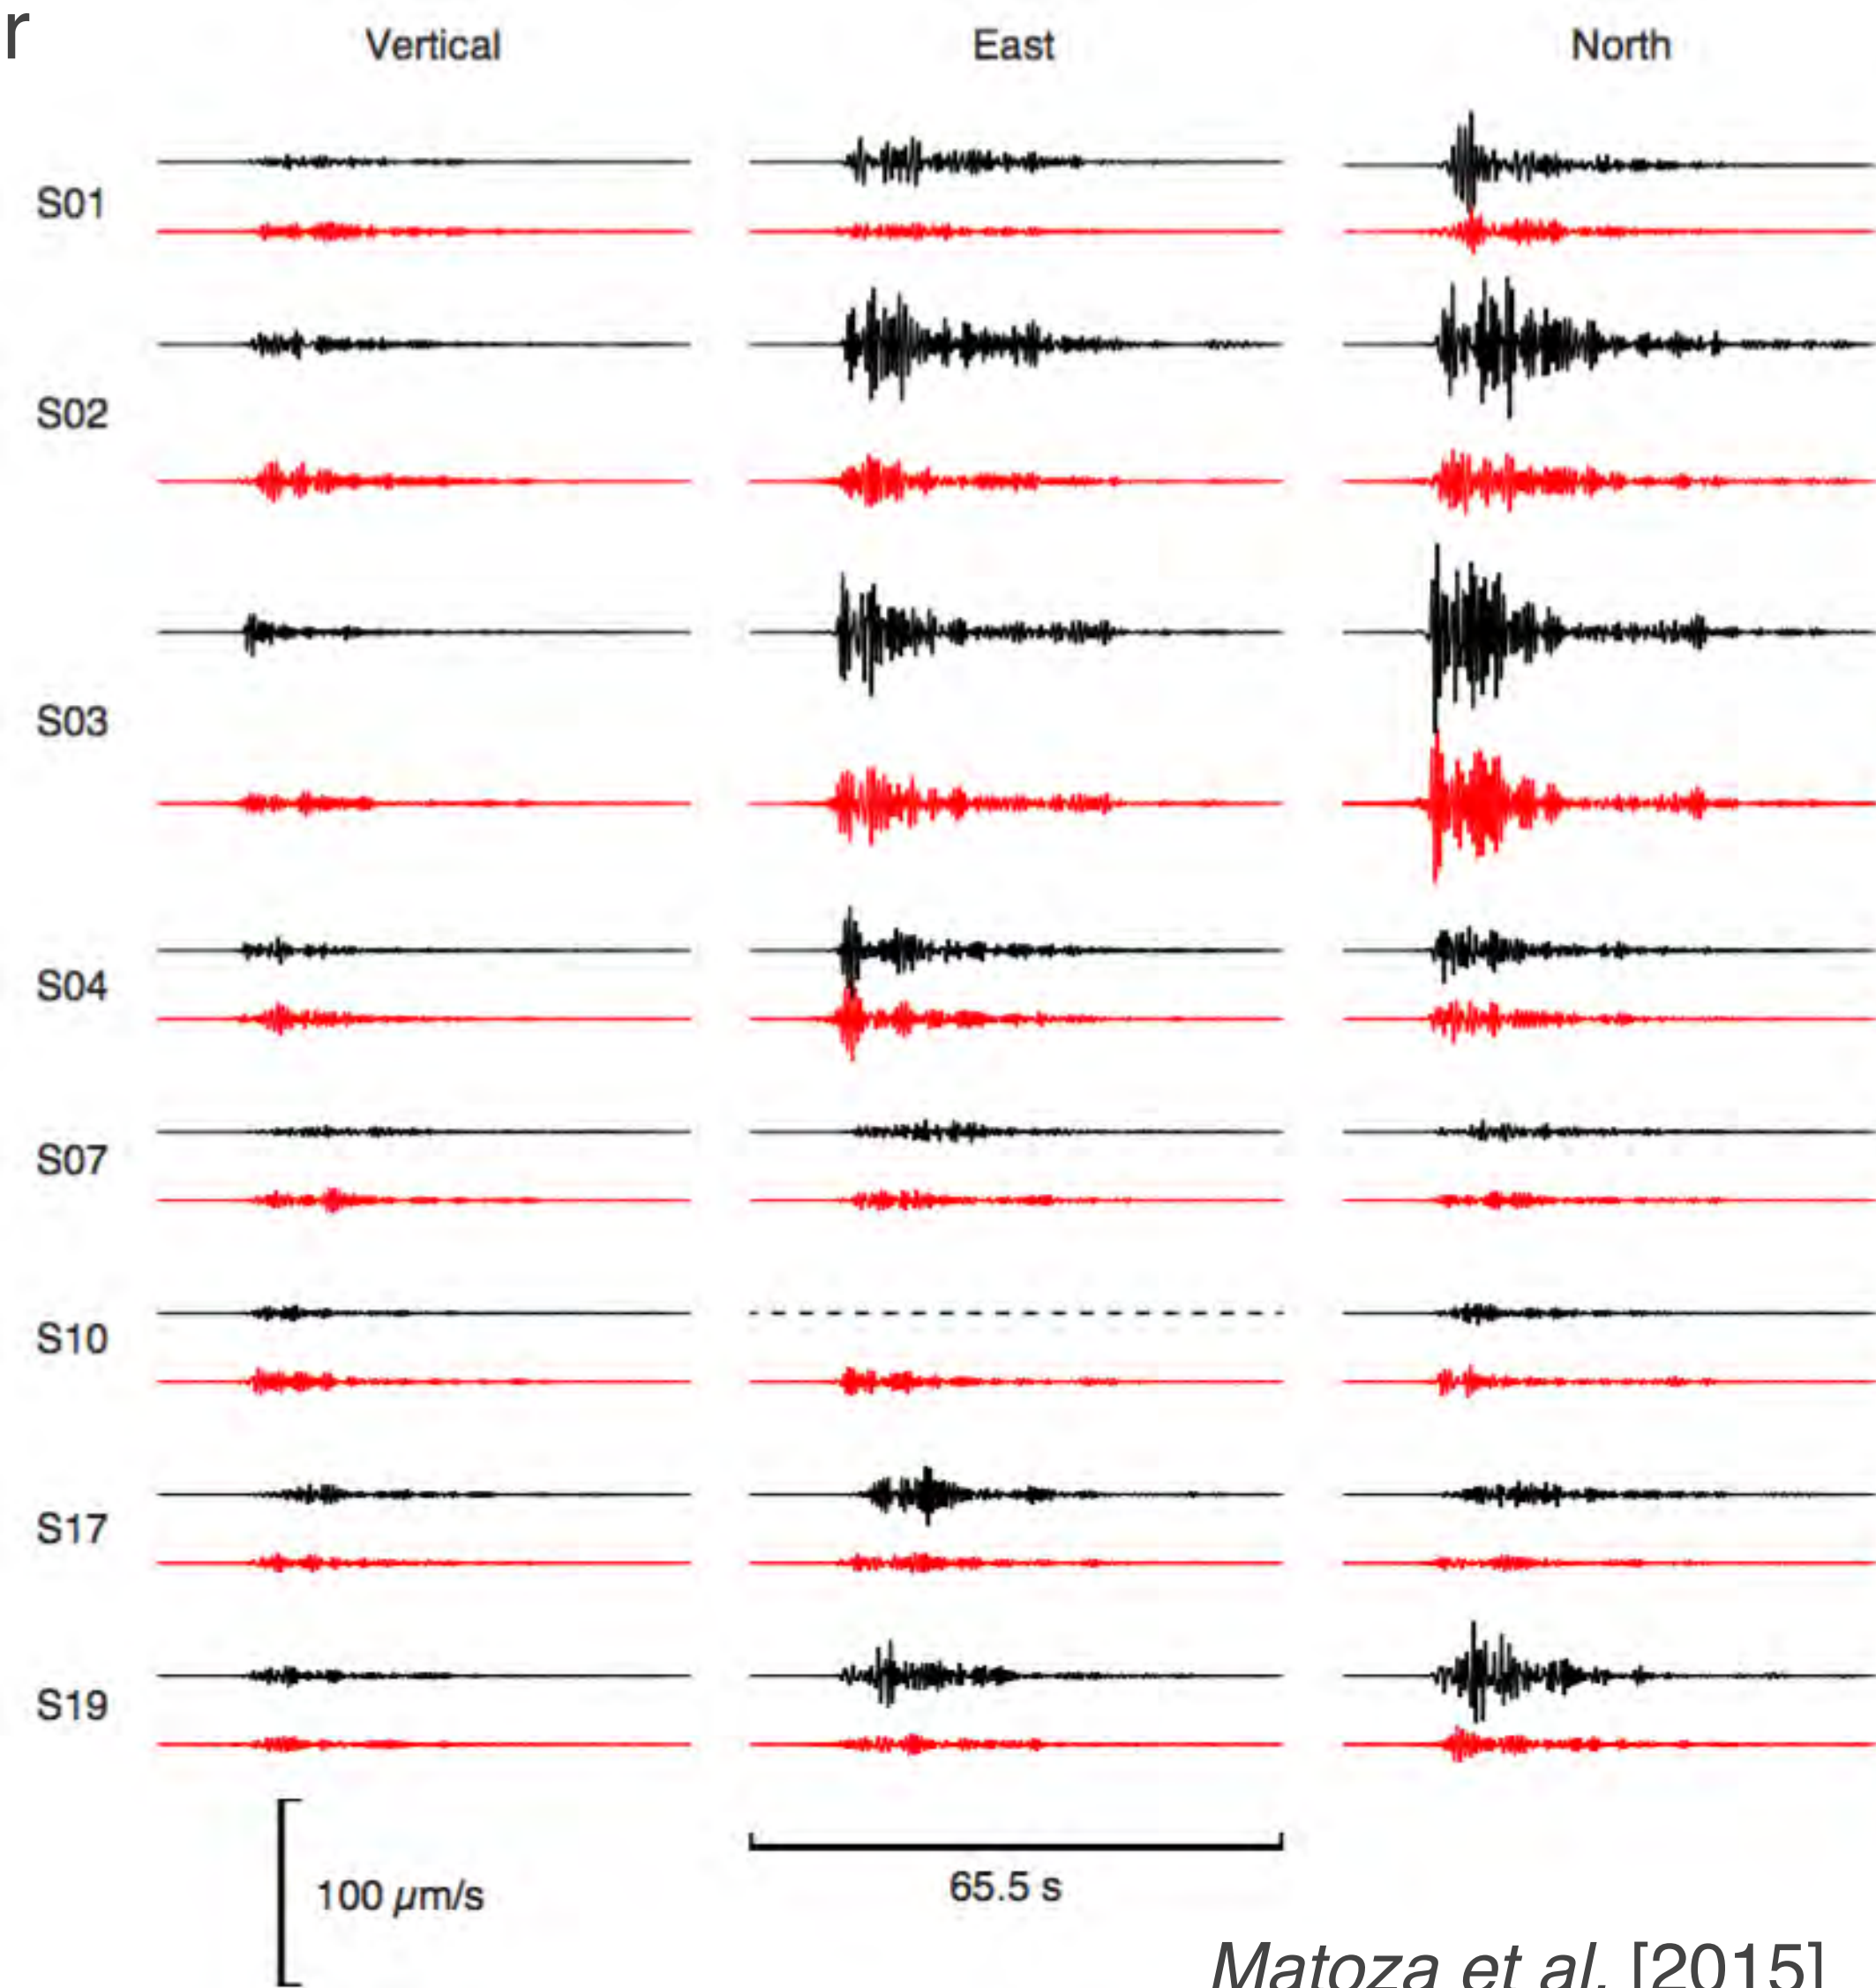 r
Vertical East North
S01
S02
S03
S04
S07
S10
S17
S19
100 μm/s
65.5 s
Matoza et al. [2015]